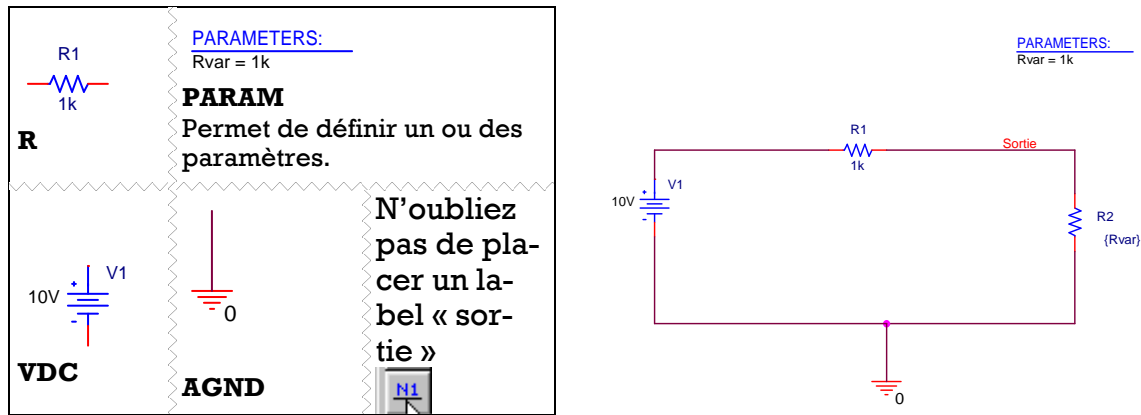 R1
1k
R
PARAMETERS:
Rvar = 1k
PARAM
Permet de définir un ou des
paramètres.
V1
10V
VDC
0
AGND
N’oubliez
pas de pla-
cer un la-
bel « sor-
tie »
N1
PARAMETERS:
Rvar = 1k
R1
1k
Sortie
V1
10V
R2
{Rvar}
0